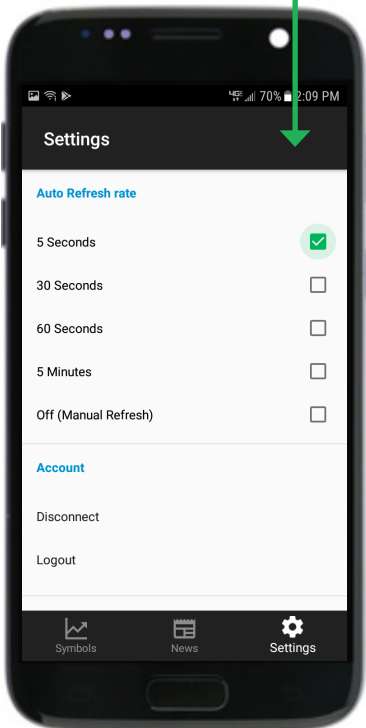 4GE 70% 2:09 PM
Settings
Auto Refresh rate
5 Seconds
30 Seconds
60 Seconds
5 Minutes
Off (Manual Refresh)
Account
Disconnect
Logout
Symbols
News
Settings